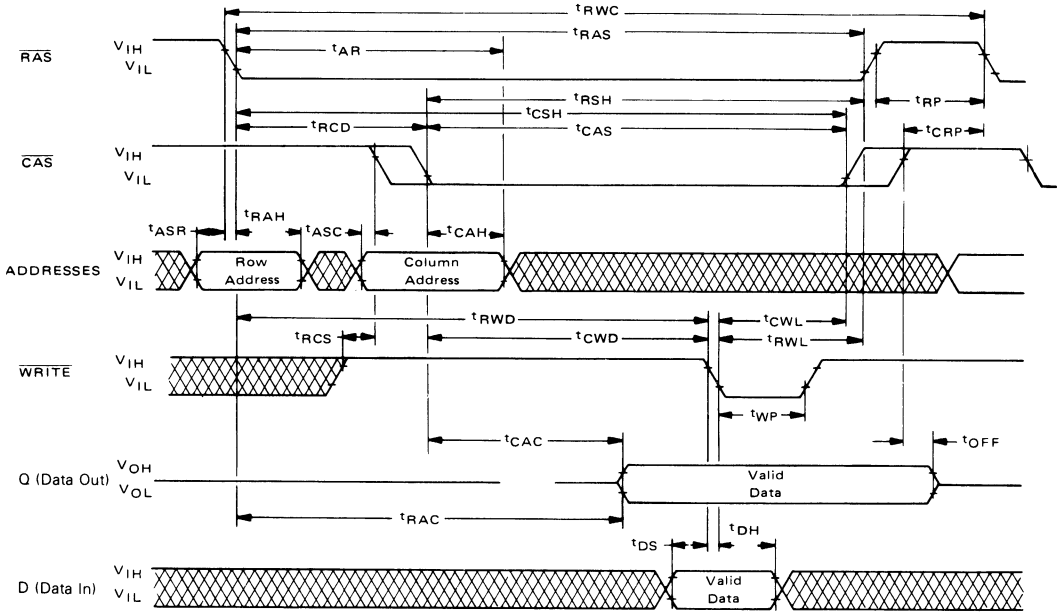 tRWC
tRAS
tAR
RAS
VIH
VIL
tRSH
tRP
tCSH
tRCD
tCAS
tCRP
CAS
VIH
VIL
tASR
tRAH
tASC
tCAH
ADDRESSES
VIH
VIL
Row
Address
Column
Address
tRWD
tCWL
tRCS
tCWD
tRWL
WRITE
VIH
VIL
tWP
tCAC
tOFF
Q (Data Out)
VOH
VOL
Valid
Data
tRAC
tDS
tDH
D (Data In)
VIH
VIL
Valid
Data